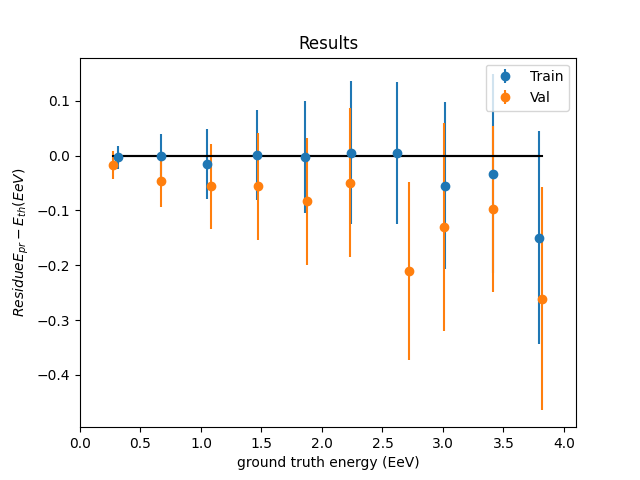 Results
Train
Val
0.1
0.0
−0.1
−0.2
−0.3
−0.4
ResidueE_{pr} − E_{th}(EeV)
0.0 0.5 1.0 1.5 2.0 2.5 3.0 3.5 4.0
ground truth energy (EeV)